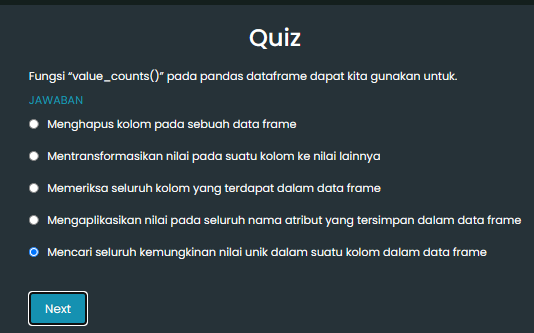 Quiz
Fungsi “value_counts()” pada pandas dataframe dapat kita gunakan untuk.
JAWABAN
Menghapus kolom pada sebuah data frame
Mentransformasikan nilai pada suatu kolom ke nilai lainnya
Memeriksa seluruh kolom yang terdapat dalam data frame
Mengaplikasikan nilai pada seluruh nama atribut yang tersimpan dalam data frame
Mencari seluruh kemungkinan nilai unik dalam suatu kolom dalam data frame
Next